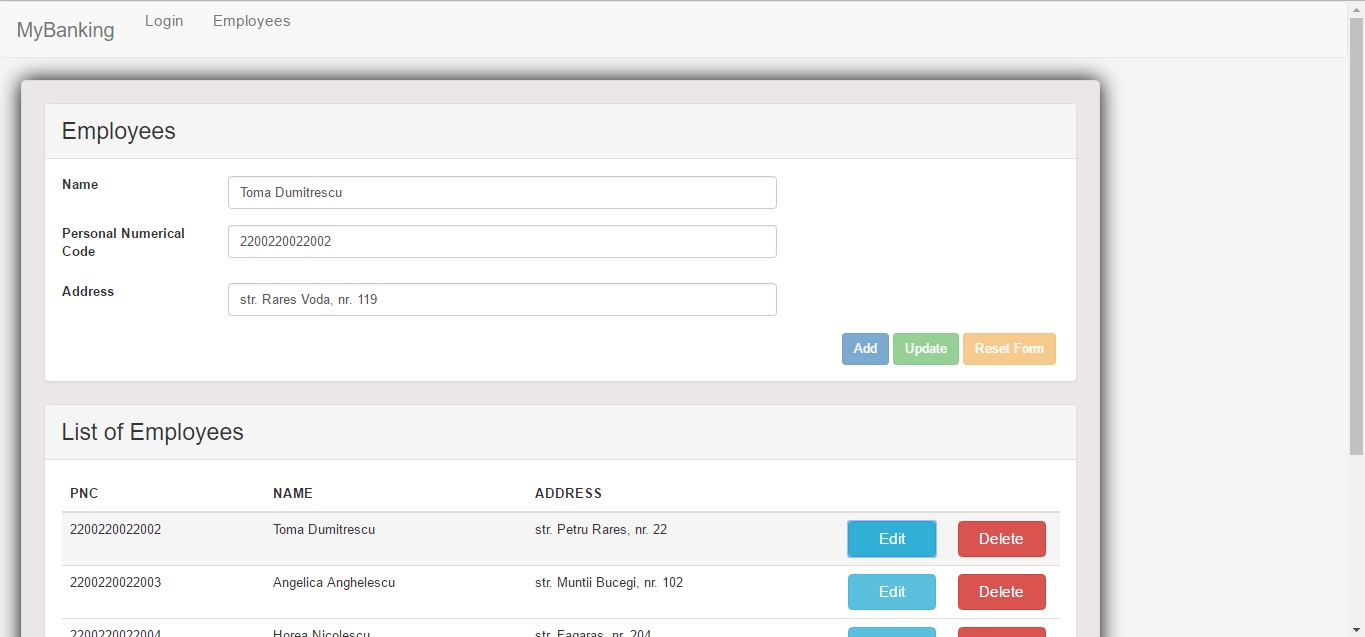 MyBanking Login Employees
Employees
Name
Toma Dumitrescu
Personal Numerical
Code
2200220022002
Address
str. Rares Voda, nr. 119
Add Update Reset Form
List of Employees
PNC NAME ADDRESS
2200220022002 Toma Dumitrescu str. Petru Rares, nr. 22 Edit Delete
2200220022003 Angelica Anghelescu str. Muntii Bucegi, nr. 102 Edit Delete
2200220022004 Horea Nicolescu str. Fagaras, nr. 204